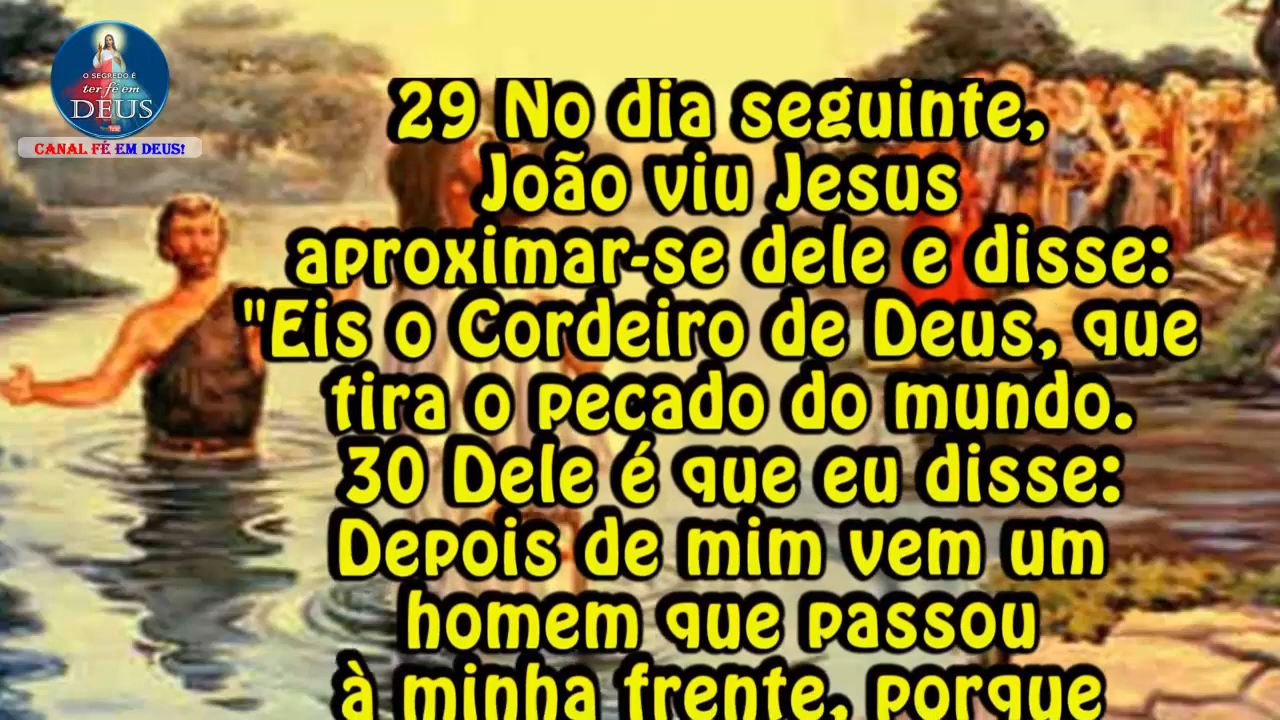 O SEGREDO É
ter fé em
DEUS
CANAL FÉ EM DEUS!
29 No dia seguinte,
João viu Jesus
aproximar-se dele e disse:
"Eis o Cordeiro de Deus, que
tira o pecado do mundo.
30 Dele é que eu disse:
Depois de mim vem um
homem que passou
à minha frente, porque